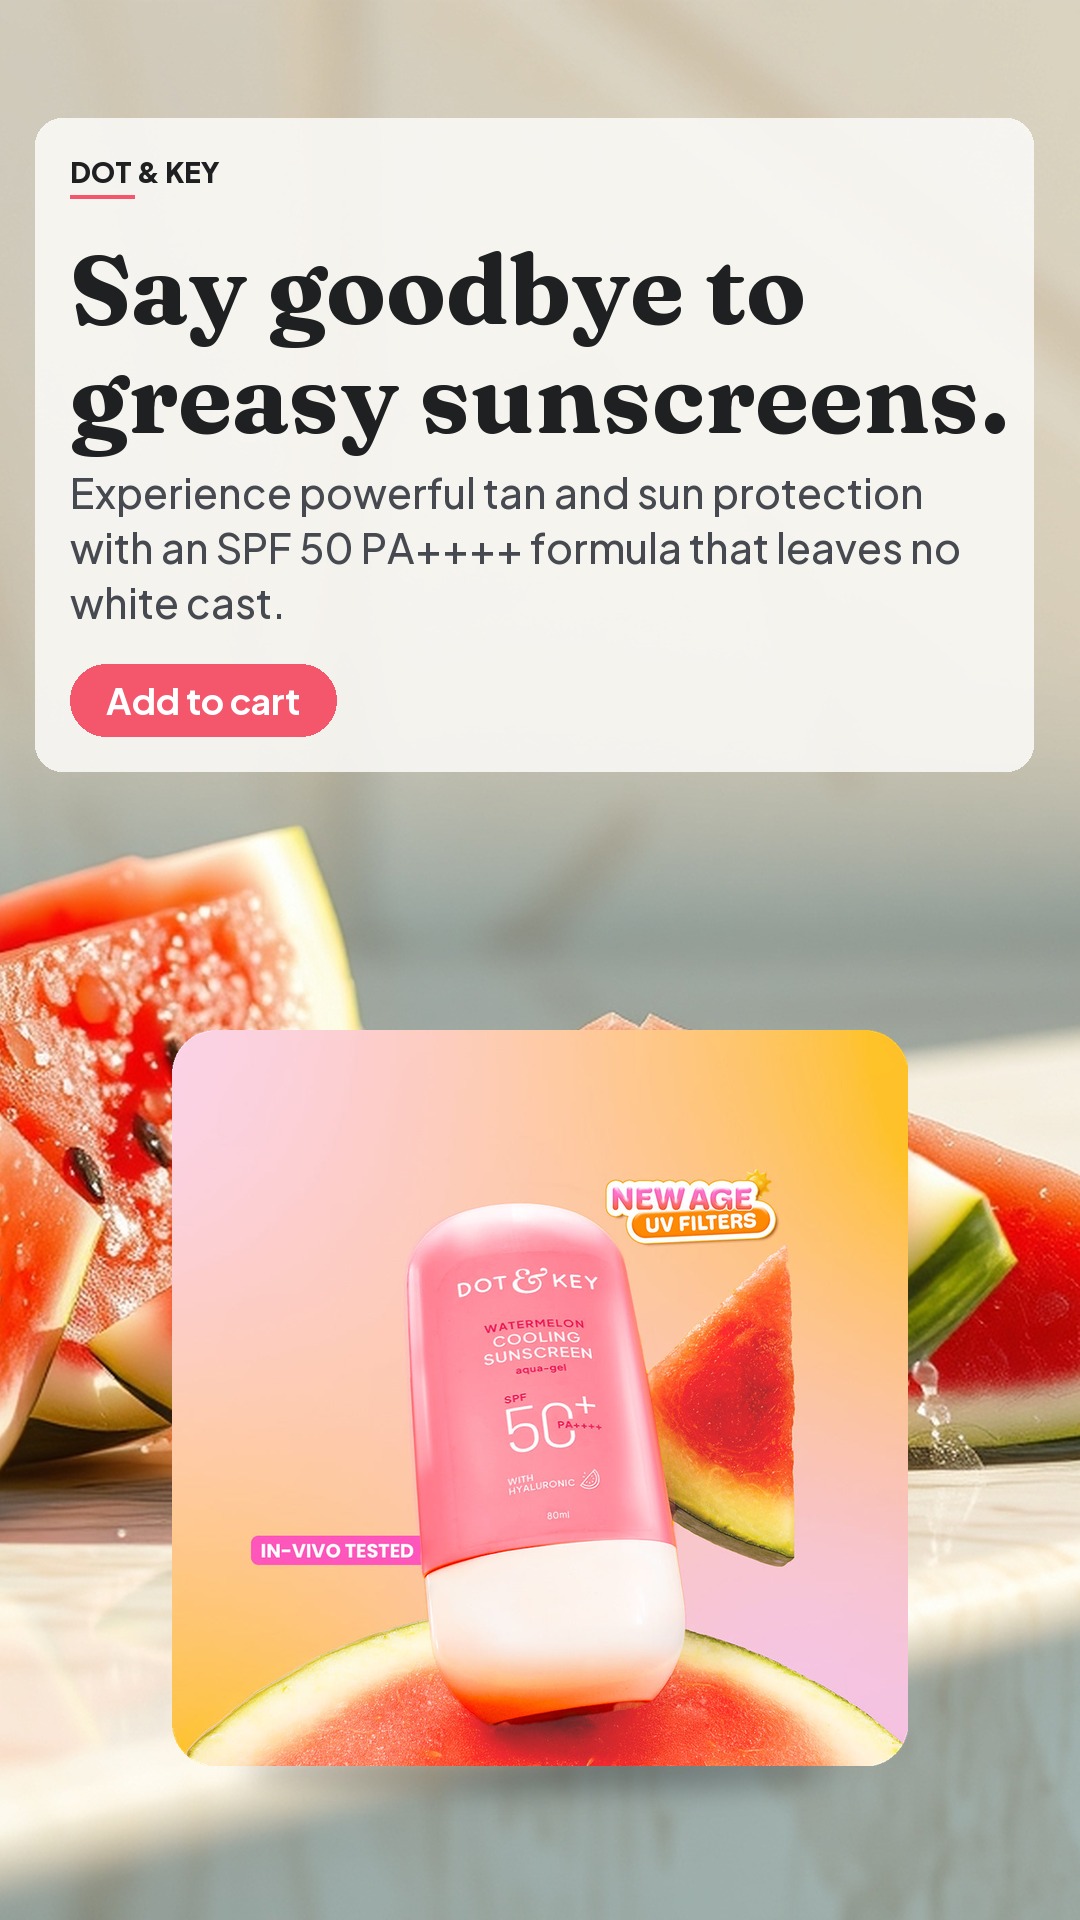 DOT & KEY
Say goodbye to
greasy sunscreens.
Experience powerful tan and sun protection
with an SPF 50 PA++++ formula that leaves no
white cast.
Add to cart
NEW AGE
UV FILTERS
DOT & KEY
WATERMELON
COOLING
SUNSCREEN
aqua-gel
SPF
50+
PA++++
WITH
HYALURONIC
80ml
IN-VIVO TESTED